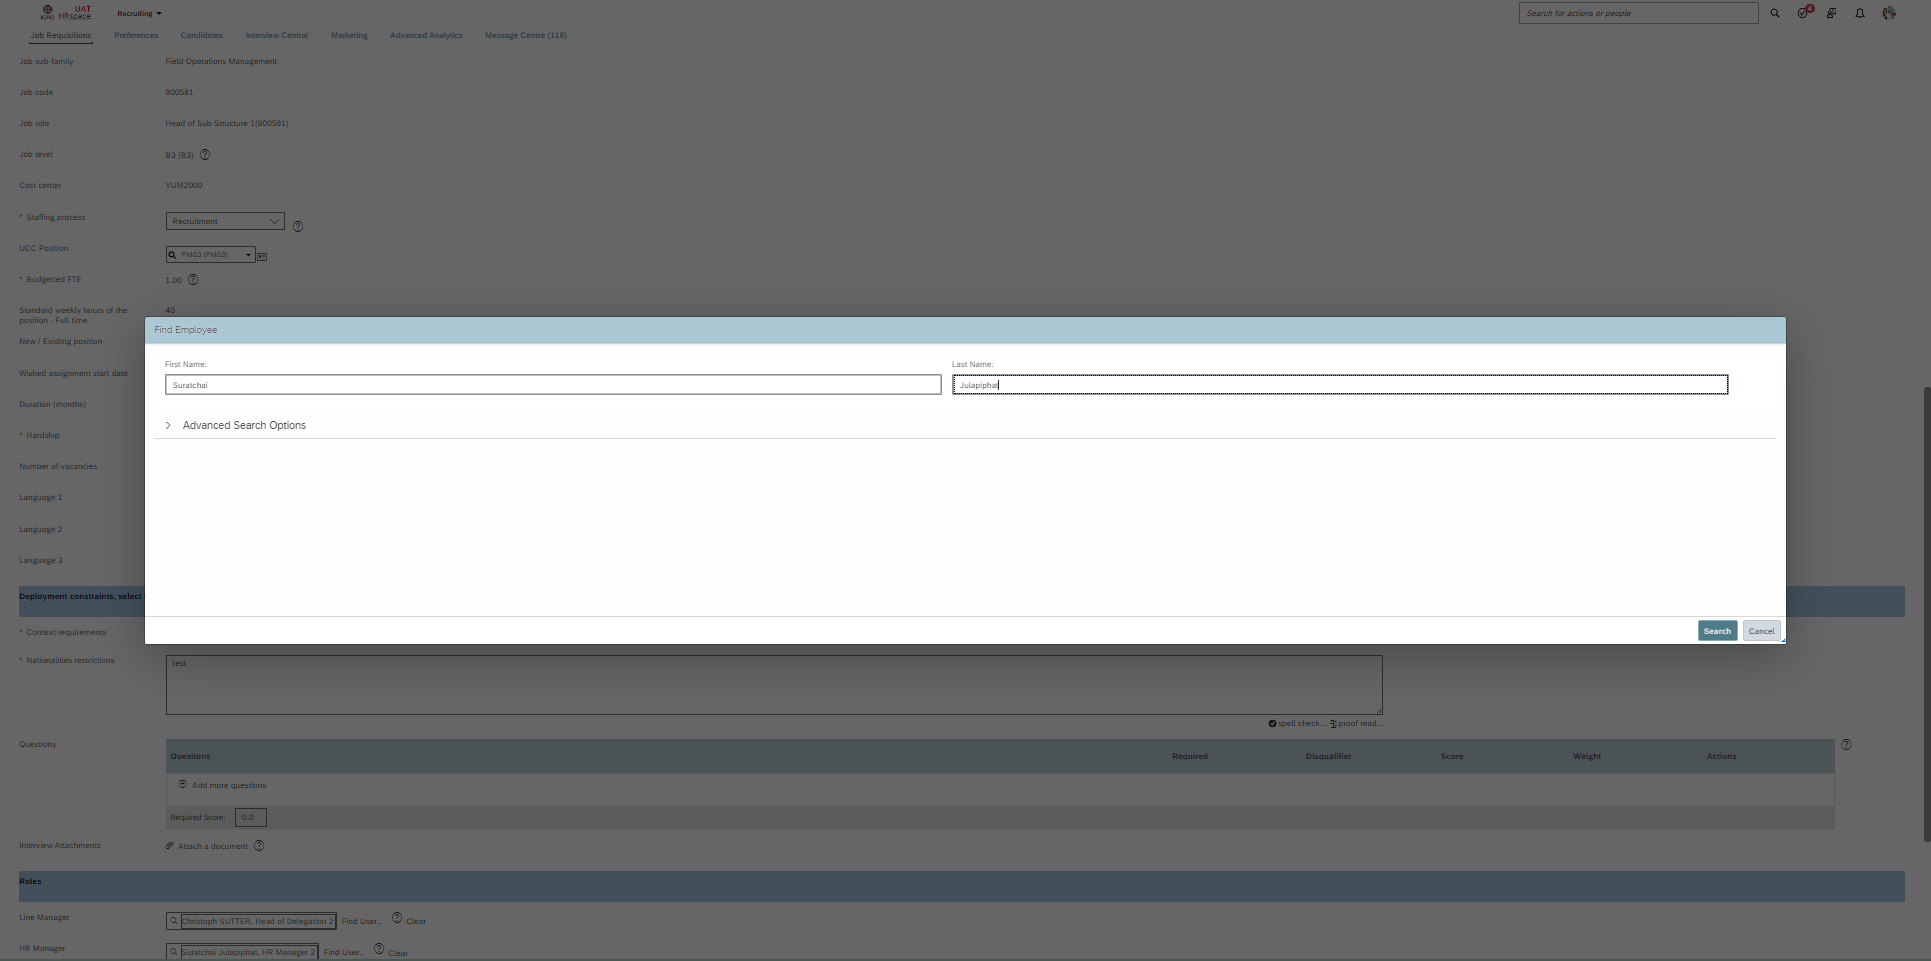 ICRC
UAT
HRspace
Recruiting
Search for actions or people
4
Job Requisitions
Preferences
Candidates
Interview Central
Marketing
Advanced Analytics
Message Centre (118)
Job sub-family
Field Operations Management
Job code
800581
Job role
Head of Sub-Structure 1(800581)
Job level
B3 (B3)
Cost center
YUM2000
* Staffing process
Recruitment
UCC Position
PMG3 (PMG3)
* Budgetted FTE
1.00
Standard weekly hours of the
position - Full time
40
New / Existing position
Wished assignment start date
Duration (months)
* Hardship
Number of vacancies
Language 1
Language 2
Language 3
Find Employee
First Name:
Last Name:
Suratchai
Julapiphat
Advanced Search Options
Search
Cancel
Deployment constraints, select
* Context requirements
* Nationalities restrictions
test
spell check...
proof read...
Questions
Questions
Required
Disqualifier
Score
Weight
Actions
Add more questions
Required Score:
0.0
Interview Attachments
Attach a document
Roles
Line Manager
Christoph SUTTER, Head of Delegation 2
Find User...
Clear
HR Manager
Suratchai Julapiphat, HR Manager 2
Find User...
Clear